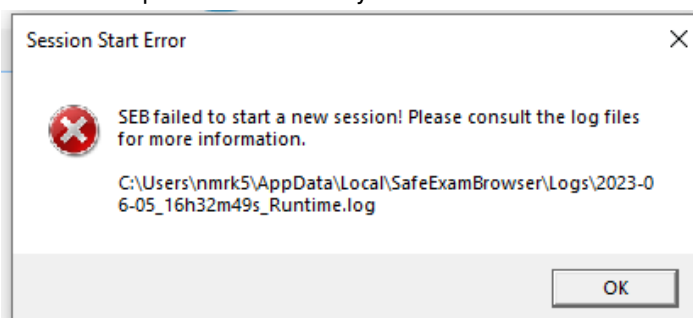 Session Start Error
SEB failed to start a new session! Please consult the log files
for more information.
C:\Users\nmrk5\AppData\Local\SafeExamBrowser\Logs\2023-0
6-05_16h32m49s_Runtime.log
OK